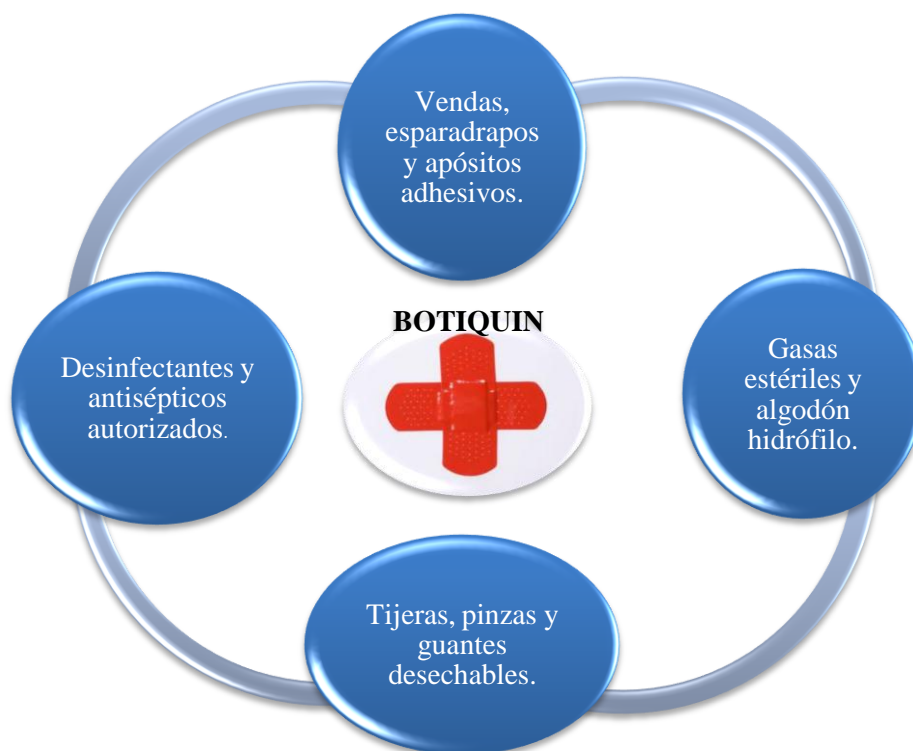 Vendas,
esparadrapos
y apósitos
adhesivos.
BOTIQUIN
Desinfectantes y
antisépticos
autorizados.
Gasas
estériles y
algodón
hidrófilo.
Tijeras, pinzas y
guantes
desechables.